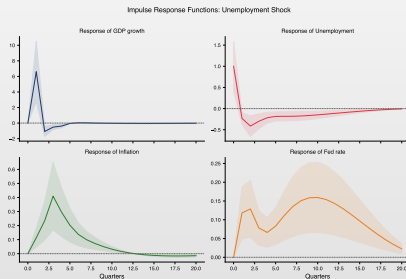 Impulse Response Functions: Unemployment Shock
Response of GDP growth
10
8
6
4
2
0
−2
Response of Unemployment
1.5
1.0
0.5
0.0
−0.5
Response of Inflation
0.6
0.5
0.4
0.3
0.2
0.1
0.0
0.0 2.5 5.0 7.5 10.0 12.5 15.0 17.5 20.0
Quarters
Response of Fed rate
0.25
0.20
0.15
0.10
0.05
0.00
0.0 2.5 5.0 7.5 10.0 12.5 15.0 17.5 20.0
Quarters